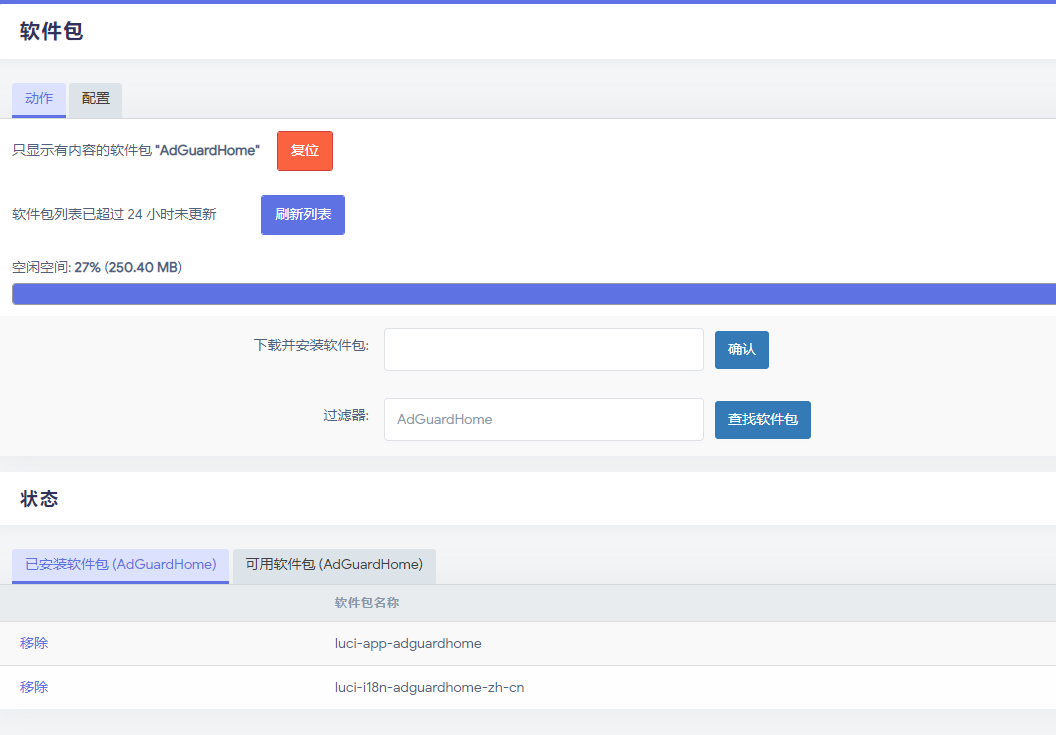 软件包
动作 配置
只显示有内容的软件包 "AdGuardHome" 复位
软件包列表已超过 24 小时未更新 刷新列表
空闲空间: 27% (250.40 MB)
下载并安装软件包: 确认
过滤器: AdGuardHome 查找软件包
状态
已安装软件包 (AdGuardHome) 可用软件包 (AdGuardHome)
软件包名称
移除 luci-app-adguardhome
移除 luci-i18n-adguardhome-zh-cn